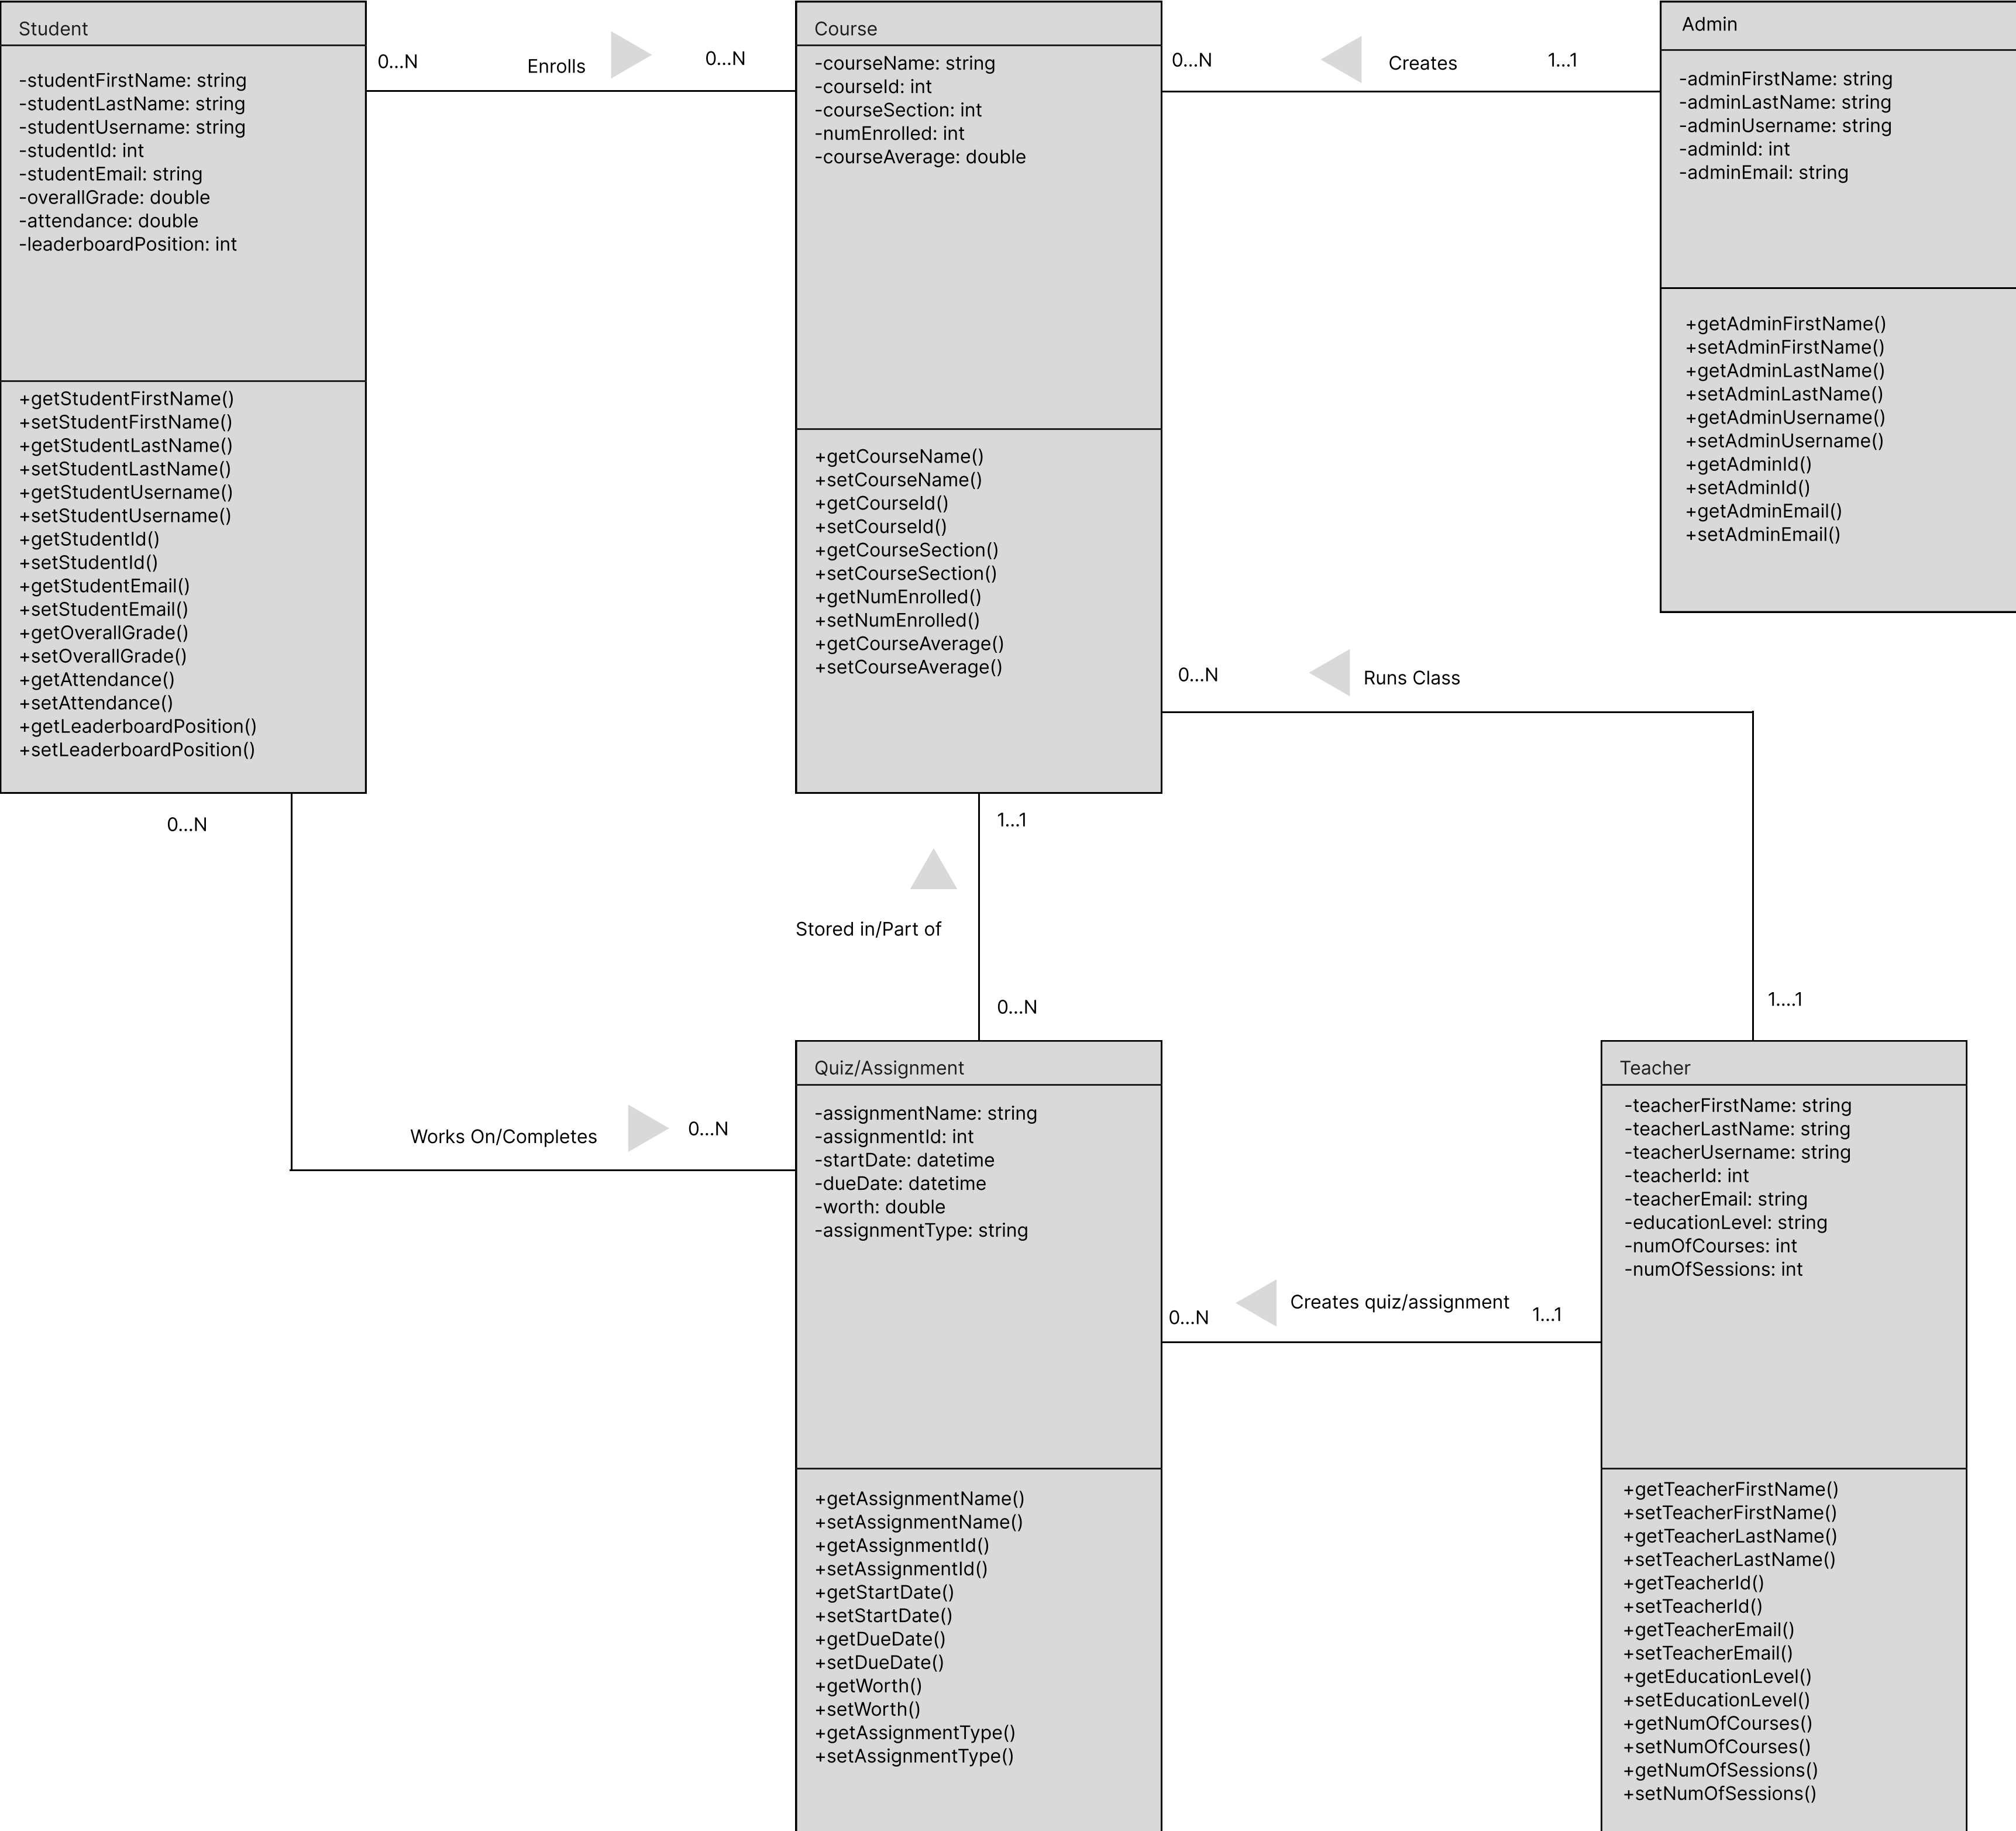 Student
-studentFirstName: string
-studentLastName: string
-studentUsername: string
-studentId: int
-studentEmail: string
-overallGrade: double
-attendance: double
-leaderboardPosition: int
+getStudentFirstName()
+setStudentFirstName()
+getStudentLastName()
+setStudentLastName()
+getStudentUsername()
+setStudentUsername()
+getStudentId()
+setStudentId()
+getStudentEmail()
+setStudentEmail()
+getOverallGrade()
+setOverallGrade()
+getAttendance()
+setAttendance()
+getLeaderboardPosition()
+setLeaderboardPosition()
0...N
Enrolls
0...N
Course
-courseName: string
-courseId: int
-courseSection: int
-numEnrolled: int
-courseAverage: double
+getCourseName()
+setCourseName()
+getCourseId()
+setCourseId()
+getCourseSection()
+setCourseSection()
+getNumEnrolled()
+setNumEnrolled()
+getCourseAverage()
+setCourseAverage()
0...N
Creates
1...1
Admin
-adminFirstName: string
-adminLastName: string
-adminUsername: string
-adminId: int
-adminEmail: string
+getAdminFirstName()
+setAdminFirstName()
+getAdminLastName()
+setAdminLastName()
+getAdminUsername()
+setAdminUsername()
+getAdminId()
+setAdminId()
+getAdminEmail()
+setAdminEmail()
0...N
Runs Class
1....1
0...N
Works On/Completes
0...N
1...1
Stored in/Part of
0...N
Quiz/Assignment
-assignmentName: string
-assignmentId: int
-startDate: datetime
-dueDate: datetime
-worth: double
-assignmentType: string
+getAssignmentName()
+setAssignmentName()
+getAssignmentId()
+setAssignmentId()
+getStartDate()
+setStartDate()
+getDueDate()
+setDueDate()
+getWorth()
+setWorth()
+getAssignmentType()
+setAssignmentType()
0...N
Creates quiz/assignment
1...1
Teacher
-teacherFirstName: string
-teacherLastName: string
-teacherUsername: string
-teacherId: int
-teacherEmail: string
-educationLevel: string
-numOfCourses: int
-numOfSessions: int
+getTeacherFirstName()
+setTeacherFirstName()
+getTeacherLastName()
+setTeacherLastName()
+getTeacherId()
+setTeacherId()
+getTeacherEmail()
+setTeacherEmail()
+getEducationLevel()
+setEducationLevel()
+getNumOfCourses()
+setNumOfCourses()
+getNumOfSessions()
+setNumOfSessions()